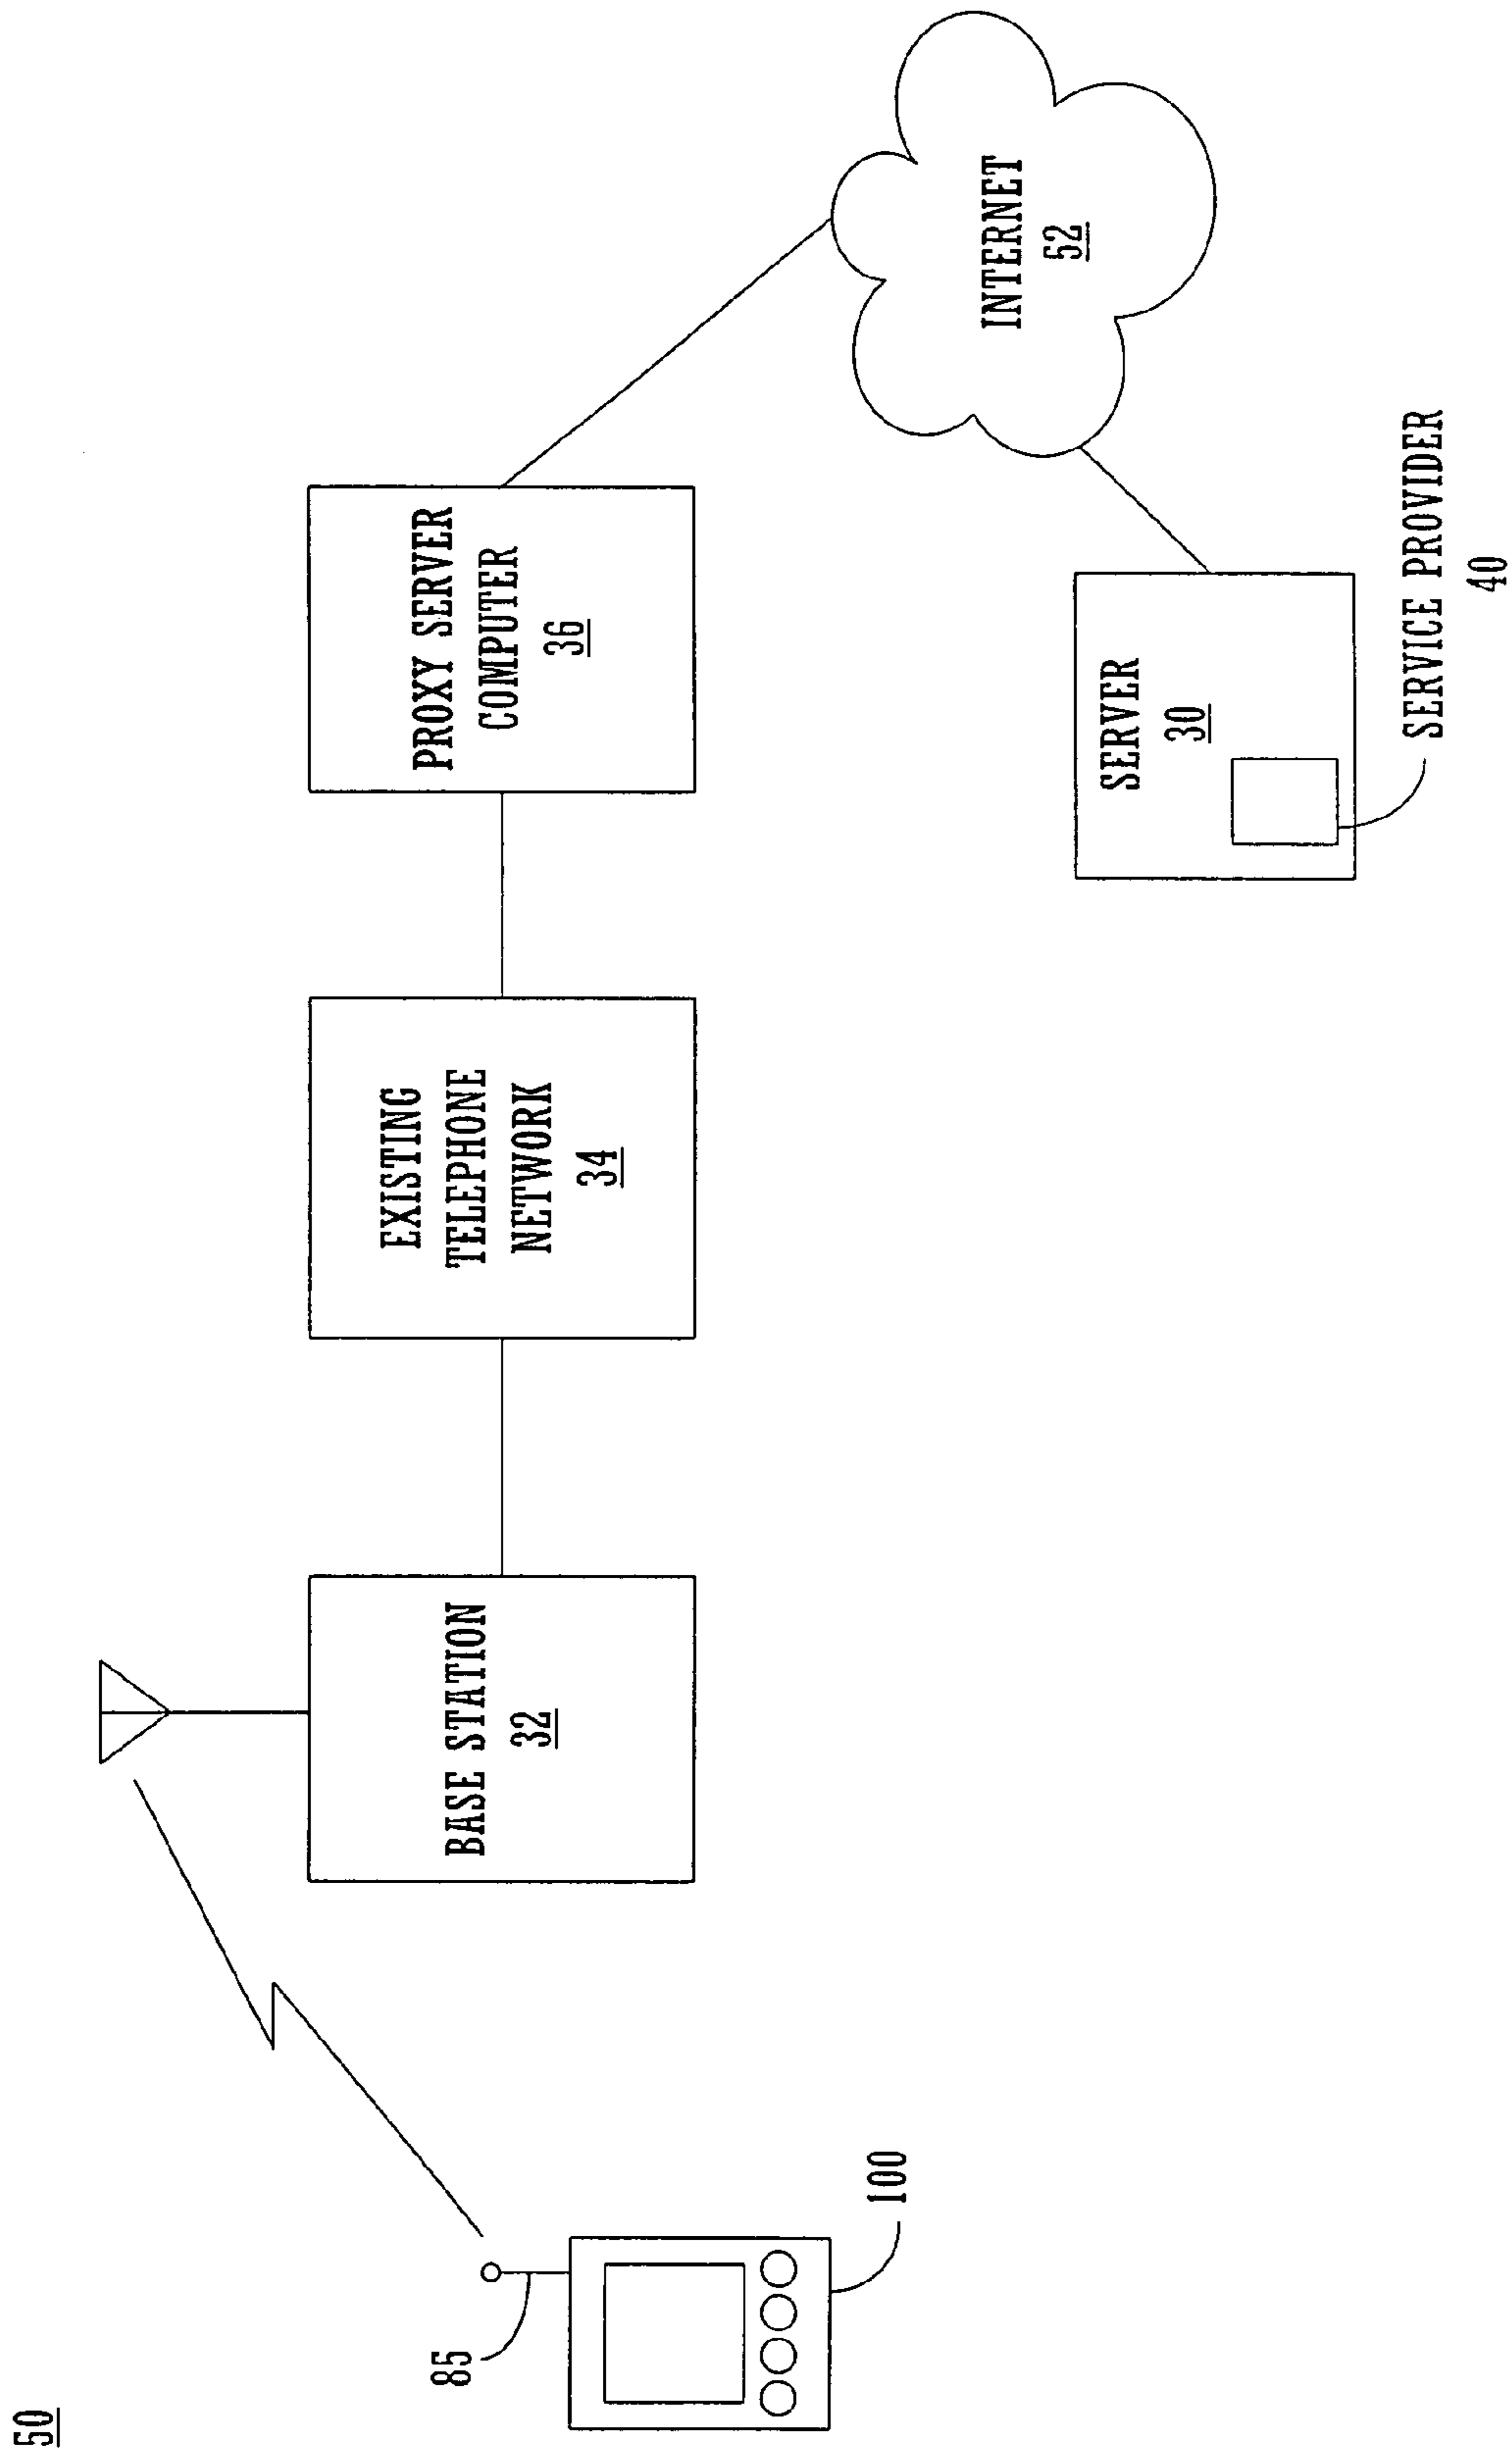 50
85
100
BASE STATION
32
EXISTING
TELEPHONE
NETWORK
34
PROXY SERVER
COMPUTER
36
INTERNET
52
SERVER
30
SERVICE PROVIDER
40